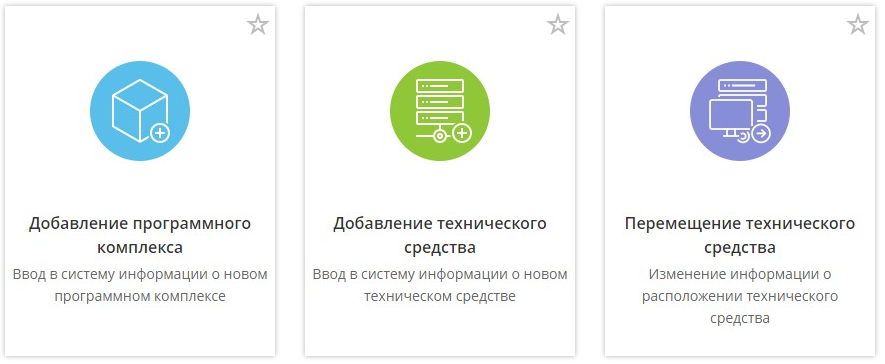 Добавление программного
комплекса
Ввод в систему информации о новом
программном комплексе
Добавление технического
средства
Ввод в систему информации о новом
техническом средстве
Перемещение технического
средства
Изменение информации о
расположении технического
средства